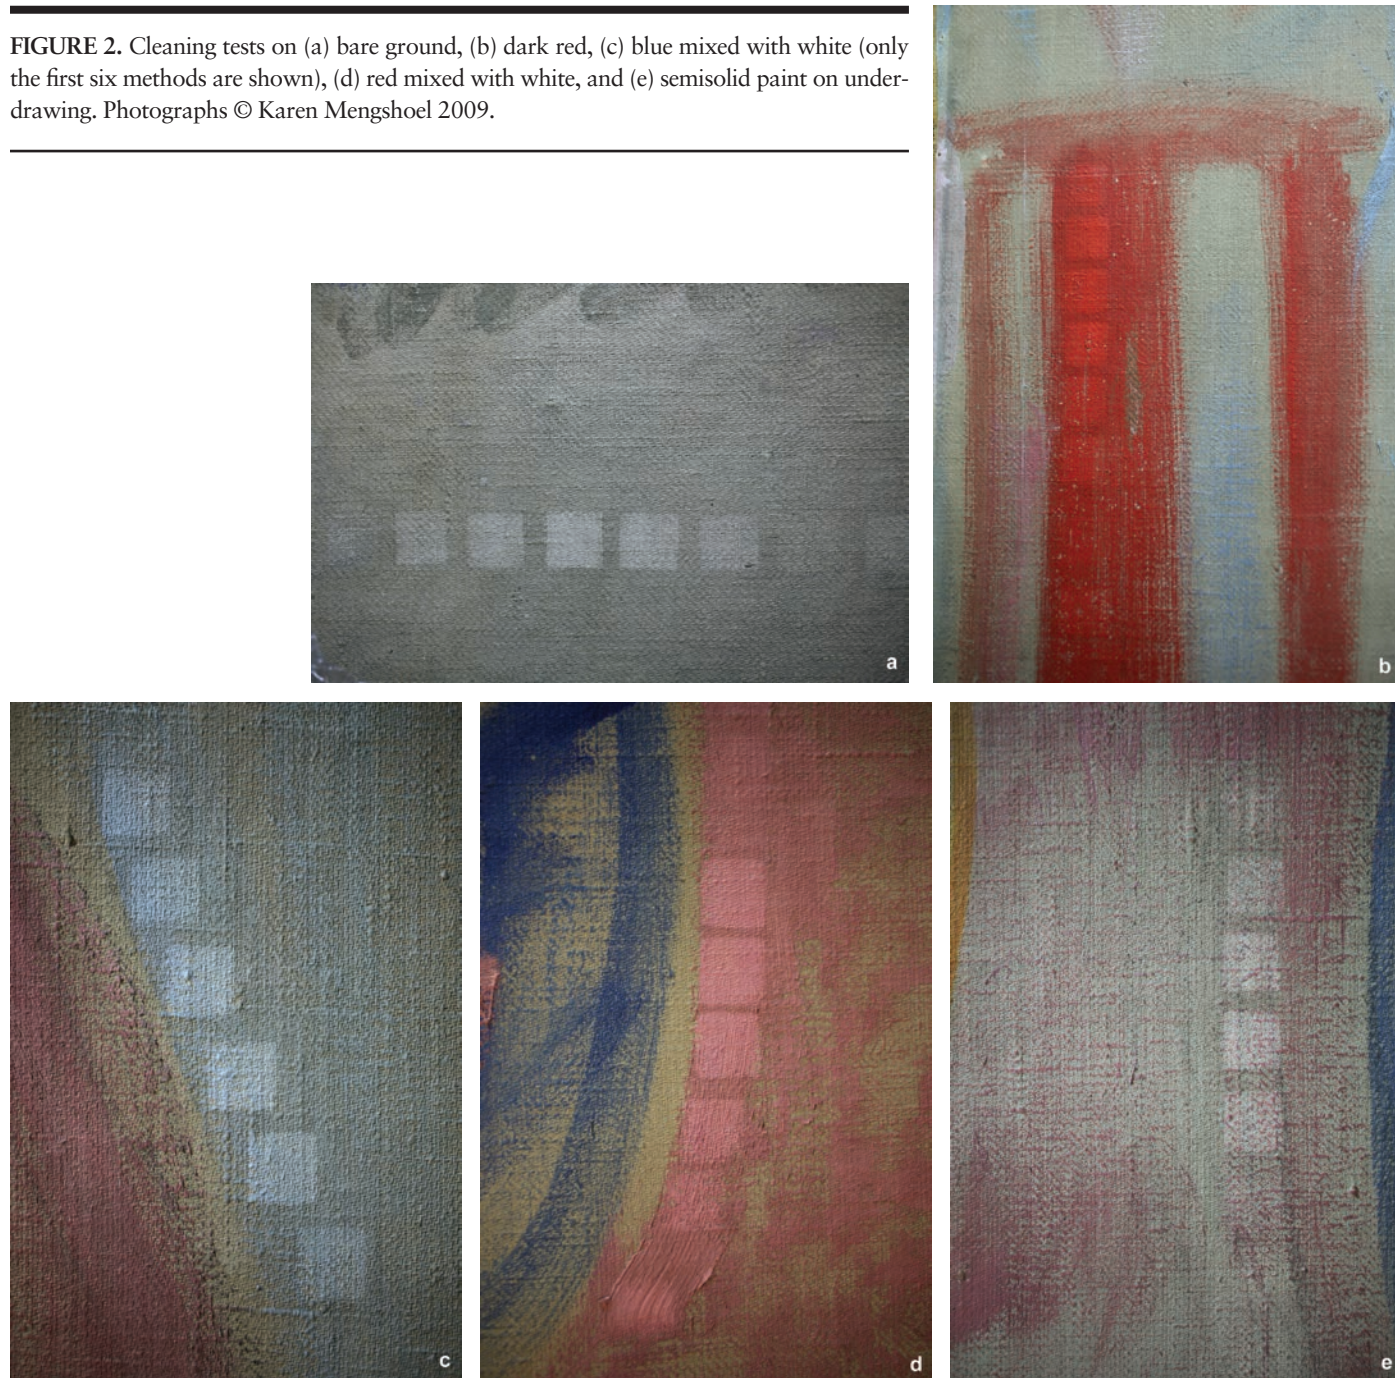 FIGURE 2. Cleaning tests on (a) bare ground, (b) dark red, (c) blue mixed with white (only
the first six methods are shown), (d) red mixed with white, and (e) semisolid paint on under-
drawing. Photographs © Karen Mengshoel 2009.
a
b
c
d
e